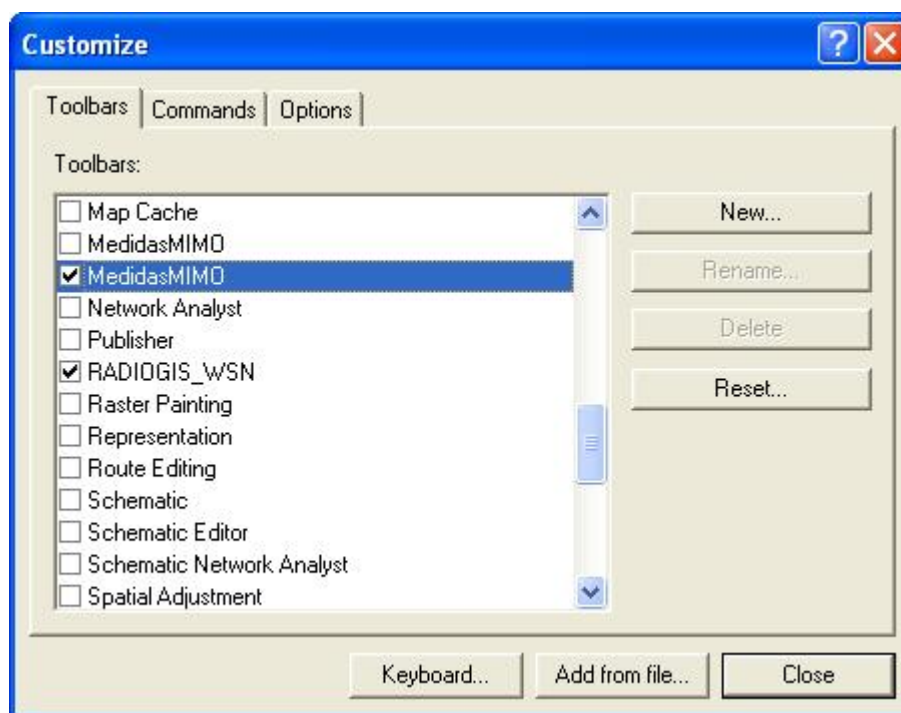 Customize
Toolbars Commands Options
Toolbars:
Map Cache
MedidasMIMO
MedidasMIMO
Network Analyst
Publisher
RADIOGIS_WSN
Raster Painting
Representation
Route Editing
Schematic
Schematic Editor
Schematic Network Analyst
Spatial Adjustment
New...
Rename...
Delete
Reset...
Keyboard... Add from file... Close